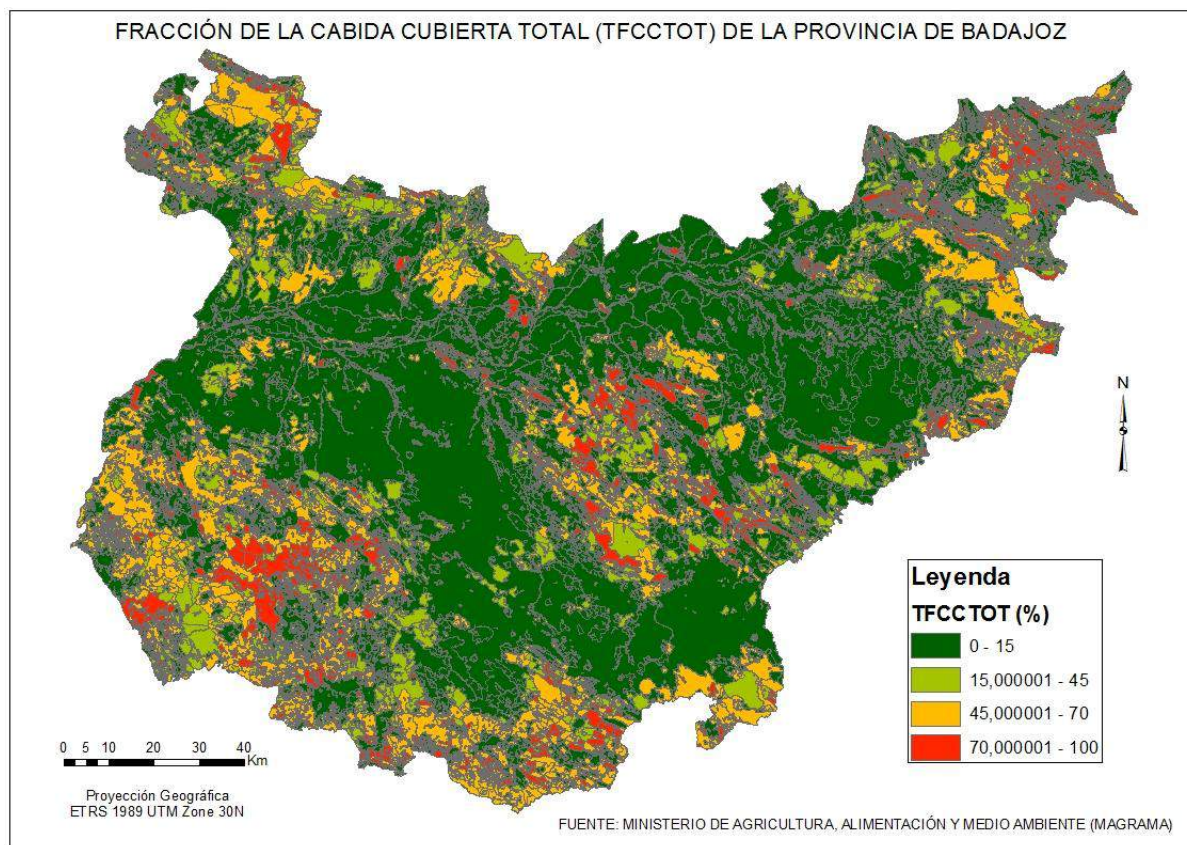 FRACCIÓN DE LA CABIDA CUBIERTA TOTAL (TFCCTOT) DE LA PROVINCIA DE BADAJOZ
N
Leyenda
TFCCTOT (%)
0 - 15
15,000001 - 45
45,000001 - 70
70,000001 - 100
0 5 10 20 30 40
Km
Proyección Geográfica
ETRS 1989 UTM Zone 30N
FUENTE: MINISTERIO DE AGRICULTURA, ALIMENTACIÓN Y MEDIO AMBIENTE (MAGRAMA)